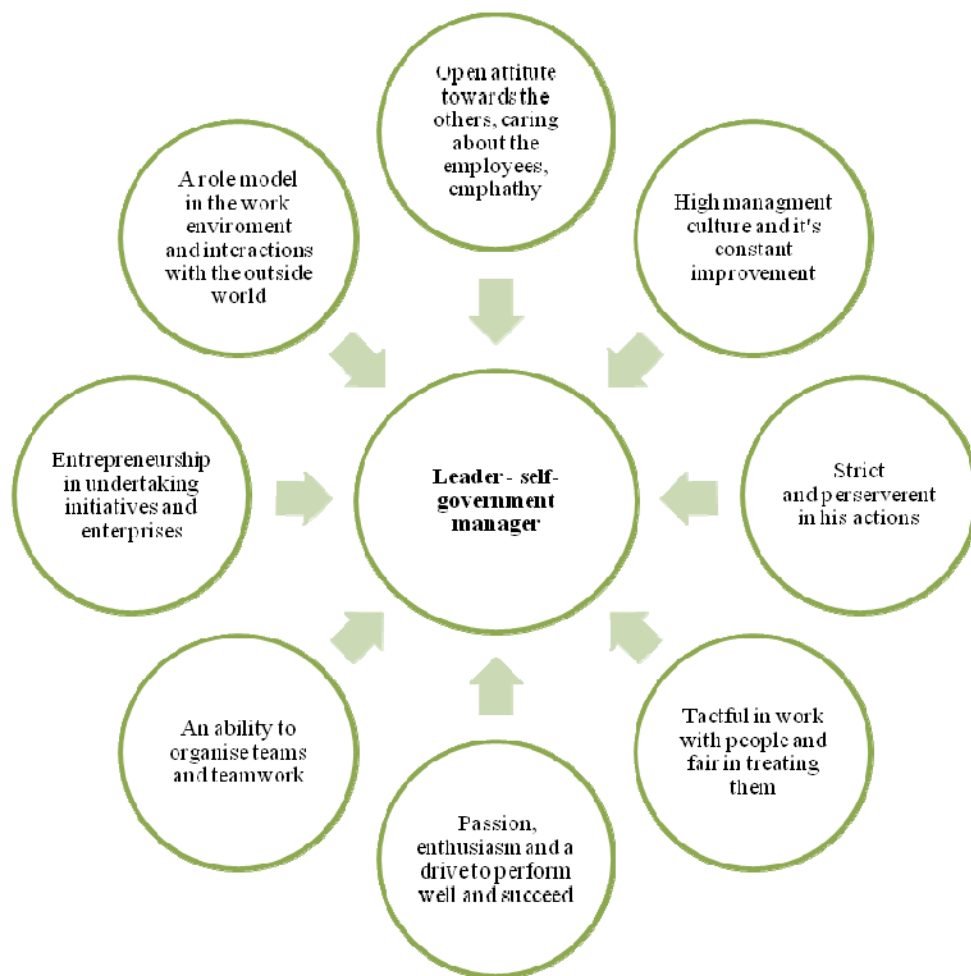 Open attitute
towards the
others, caring
about the
employees,
emphathy
High managment
culture and it's
constant
improvement
Strict
and perserverent
in his actions
Tactful in work
with people and
fair in treating
them
Passion,
enthusiasm and a
drive to perform
well and succeed
An ability to
organise teams
and teamwork
Entrepreneurship
in undertaking
initiatives and
enterprises
A role model
in the work
enviroment
and interactions
with the outside
world
Leader - self-
government
manager